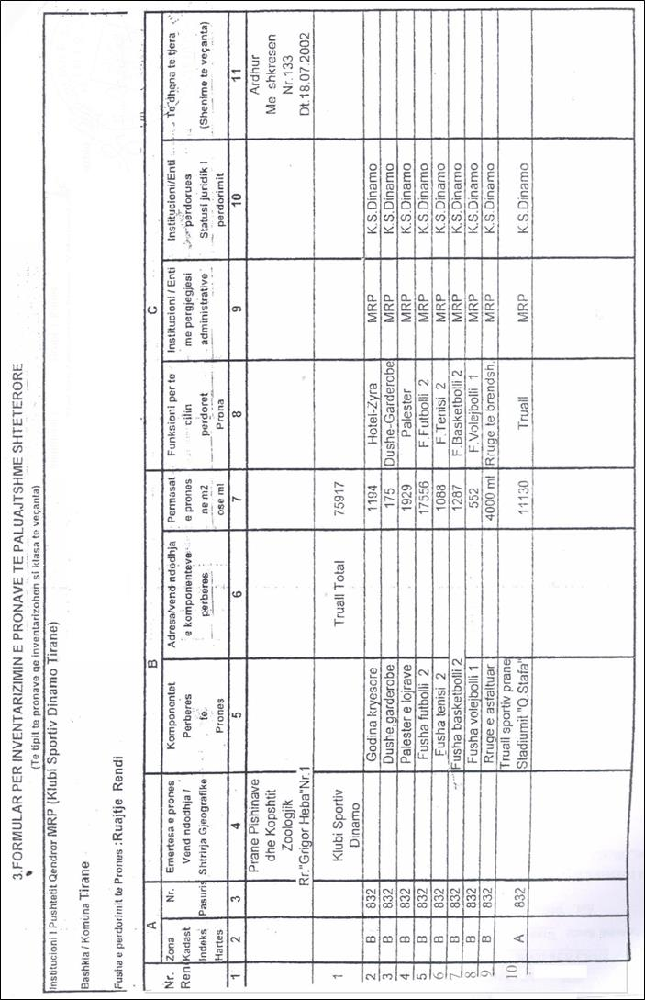 3.FORMULAR PER INVENTARIZIMIN E PRONAVE TE PALUAJTSHME SHTETERORE
(Te tipit te pronave qe inventarizohen si klasa te veçanta)
Institucioni I Pushtetit Qendror MRP (Klubi Sportiv Dinamo Tirane)
Bashkia / Komuna Tirane
Fusha e perdorimit te Prones :Ruajtje Rendi
A B C
Nr. Zona Nr. Emertesa e prones Komponentet Adresa/vend ndodhja Permasat Funksioni per te Institucioni / Enti Institucioni/Enti Te dhena te tjera
Ren Kadast Vend ndodhja / Perberes e komponenteve e prones cilin me pergjegjesi perdorues (Shenime te veçanta)
Indeks Pasuris Shtrirja Gjeografike te. perberes ne m2 perdoret administrative Statusi juridik I
Hartes Prones ose ml Prona perdorimit
1 2 3 4 5 6 7 8 9 10 11
Prane Pishinave Ardhur
dhe Kopshtit Me shkresen
Zoologjik Nr.133
Rr."Grigor Heba"Nr.1 Dt.18.07.2002
1 Klubi Sportiv Truall Total 75917
Dinamo
2 B 832 Godina kryesore 1194 Hotel-Zyra MRP K.S.Dinamo
3 B 832 Dushe,garderobe 175 Dushe-Garderobe MRP K.S.Dinamo
4 B 832 Palester e lojrave 1929 Palester MRP K.S.Dinamo
5 B 832 Fusha futbolli 2 17556 F.Futbolli 2 MRP K.S.Dinamo
6 B 832 Fusha tenisi 2 1088 F.Tenisi 2 MRP K.S.Dinamo
7 B 832 Fusha basketbolli 2 1287 F.Basketbolli 2 MRP K.S.Dinamo
8 B 832 Fusha volejbolli 1 552 F.Volejbolli 1 MRP K.S.Dinamo
9 B 832 Rruge e asfaltuar 4000 ml Rruge te brendsh. MRP K.S.Dinamo
10 Truall sportiv prane
A 832 Stadiumit "Q.Stafa" 11130 Truall MRP K.S.Dinamo